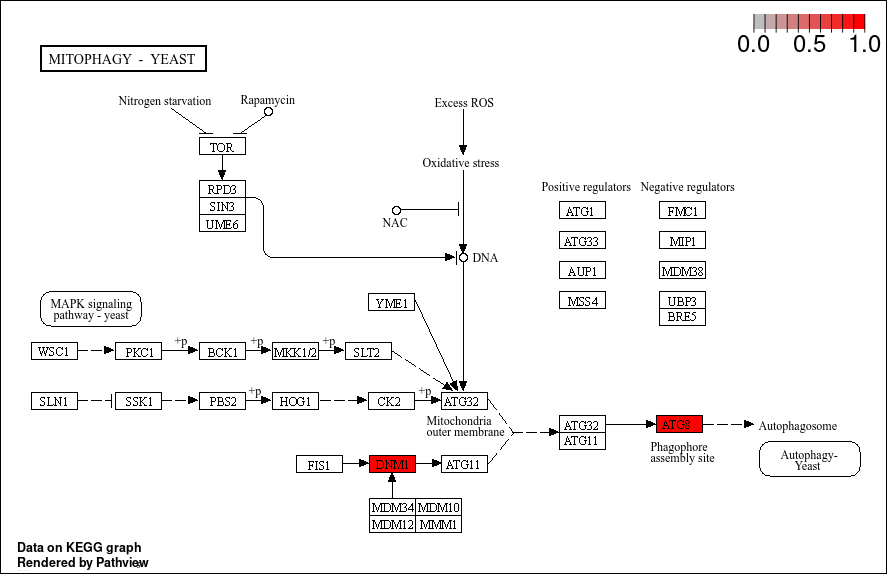 0.0 0.5 1.0
MITOPHAGY - YEAST
Nitrogen starvation
Rapamycin
Excess ROS
TOR
Oxidative stress
RPD3
SIN3
UME6
NAC
DNA
Positive regulators
Negative regulators
ATG1
FMC1
ATG33
MIP1
AUP1
MDM38
MSS4
UBP3
BRE5
MAPK signaling
pathway - yeast
YME1
WSC1
PKC1
+p
BCK1
+p
MKK1/2
+p
SLT2
SLN1
SSK1
PBS2
+p
HOG1
CK2
+p
ATG32
Mitochondria
outer membrane
ATG32
ATG11
ATG8
Autophagosome
Phagophore
assembly site
Autophagy-
Yeast
FIS1
DNM1
ATG11
MDM34 MDM10
MDM12 MMM1
Data on KEGG graph
Rendered by Pathview